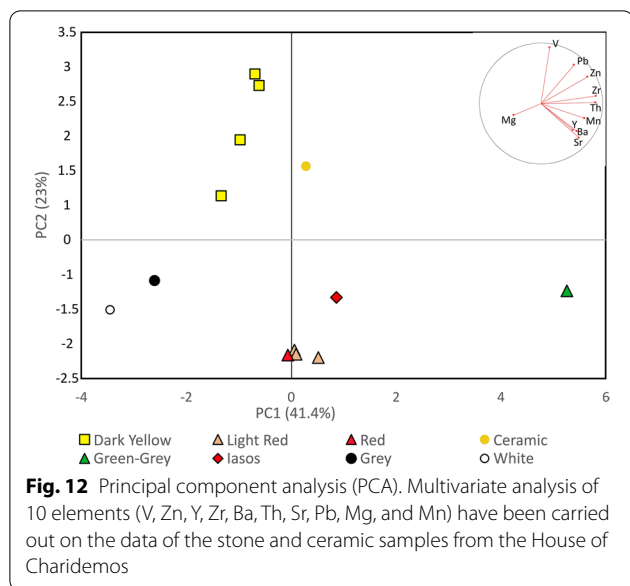 3.5
3
2.5
2
1.5
1
0
-1
-1.5
-2
-2.5
PC2 (23%)
-4
-2
0
2
4
6
PC1 (41.4%)
V
Pb
Zn
Zr
Th
Mn
Y
Ba
Sr
Mg
Dark Yellow Light Red Red Ceramic
Green-Grey Iasos Grey White
Fig. 12 Principal component analysis (PCA). Multivariate analysis of
10 elements (V, Zn, Y, Zr, Ba, Th, Sr, Pb, Mg, and Mn) have been carried
out on the data of the stone and ceramic samples from the House of
Charidemos